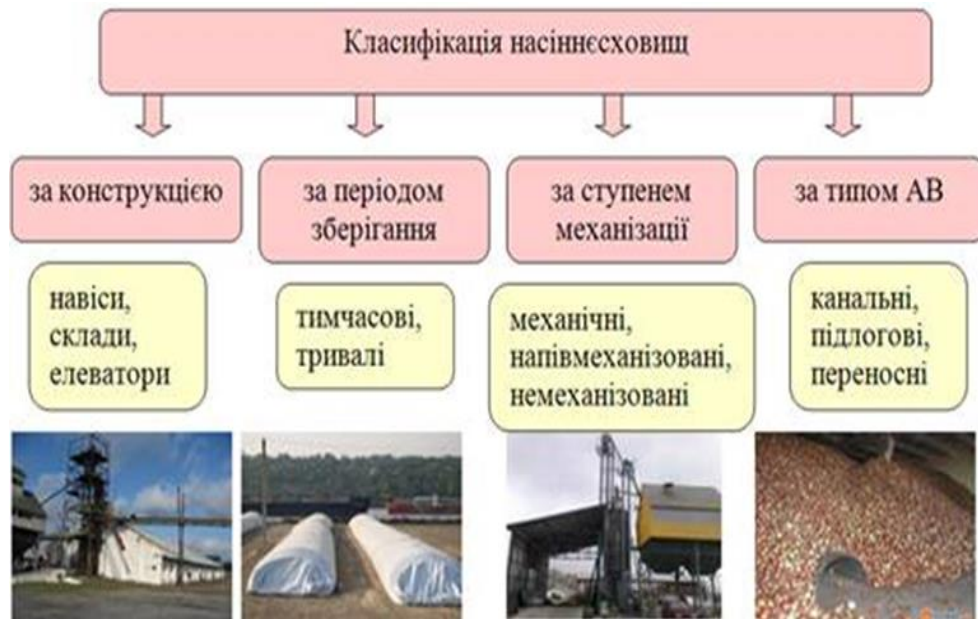 Класифікація насіннєсховищ
за конструкцією
за періодом
зберігання
за ступенем
механізації
за типом АВ
навіси,
склади,
елеватори
тимчасові,
тривалі
механічні,
напівмеханізовані,
немеханізовані
канальні,
підлогові,
переносні